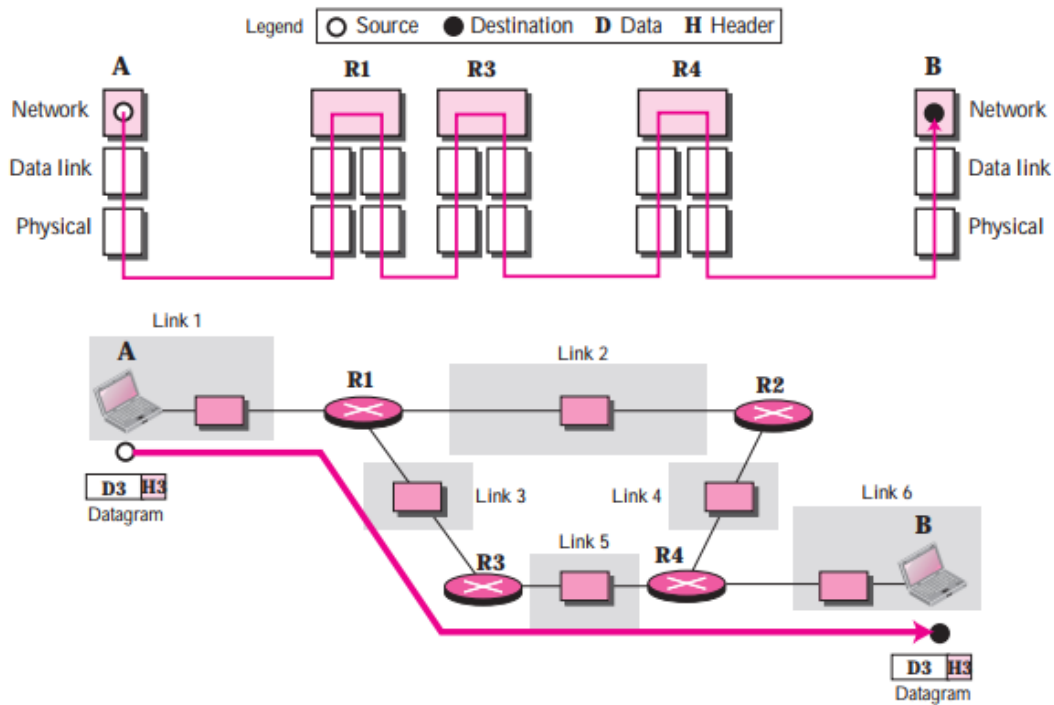 Legend Source Destination D Data H Header
A R1 R3 R4 B
Network Network
Data link Data link
Physical Physical
Link 1
A
Link 2
R1
R2
D3 H3
Datagram
Link 3
Link 4
Link 6
B
R3
Link 5
R4
D3 H3
Datagram